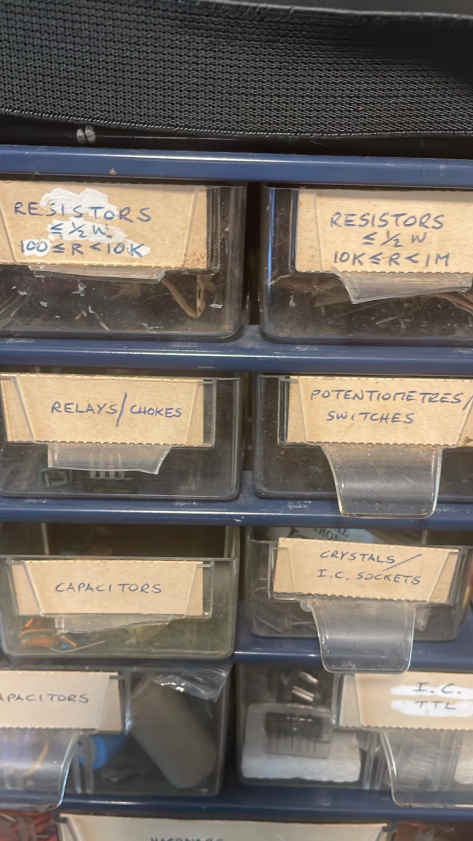 RESISTORS
≤ 1/2 W
100 ≤ R < 10K
RESISTORS
≤ 1/2 W
10K ≤ R < 1M
RELAYS/CHOKES
POTENTIOMETRES/
SWITCHES
CAPACITORS
CRYSTALS/
I.C. SOCKETS
APACITORS
I.C.
TTL